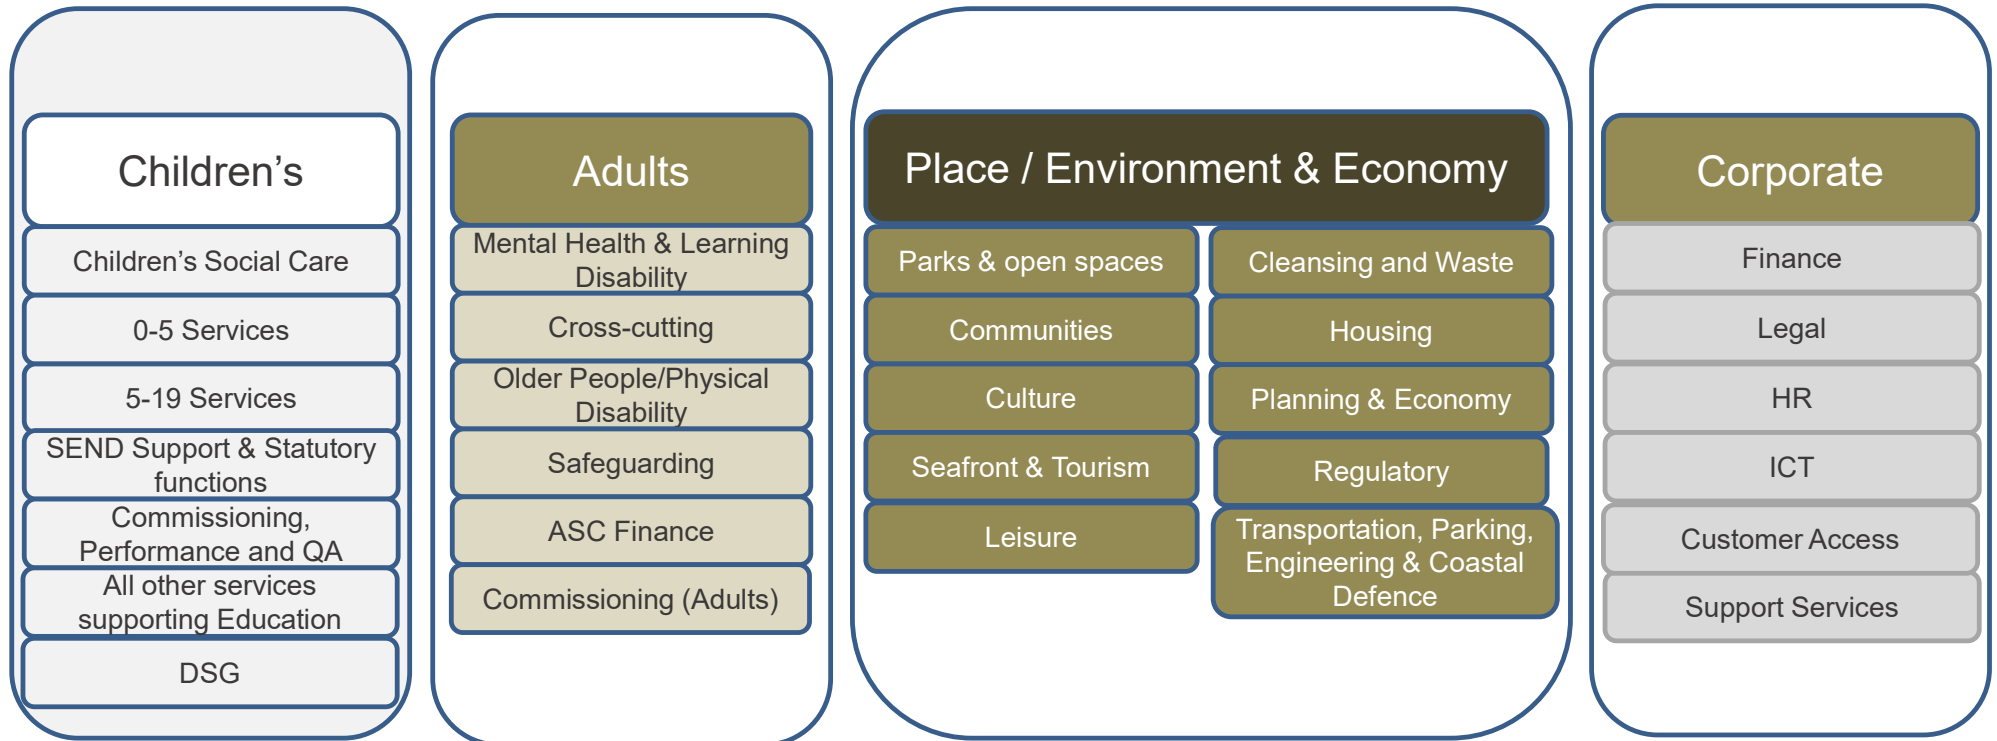 Children’s
Children’s Social Care
0-5 Services
5-19 Services
SEND Support & Statutory
functions
Commissioning,
Performance and QA
All other services
supporting Education
DSG
Adults
Mental Health & Learning
Disability
Cross-cutting
Older People/Physical
Disability
Safeguarding
ASC Finance
Commissioning (Adults)
Place / Environment & Economy
Parks & open spaces
Communities
Culture
Seafront & Tourism
Leisure
Cleansing and Waste
Housing
Planning & Economy
Regulatory
Transportation, Parking,
Engineering & Coastal
Defence
Corporate
Finance
Legal
HR
ICT
Customer Access
Support Services